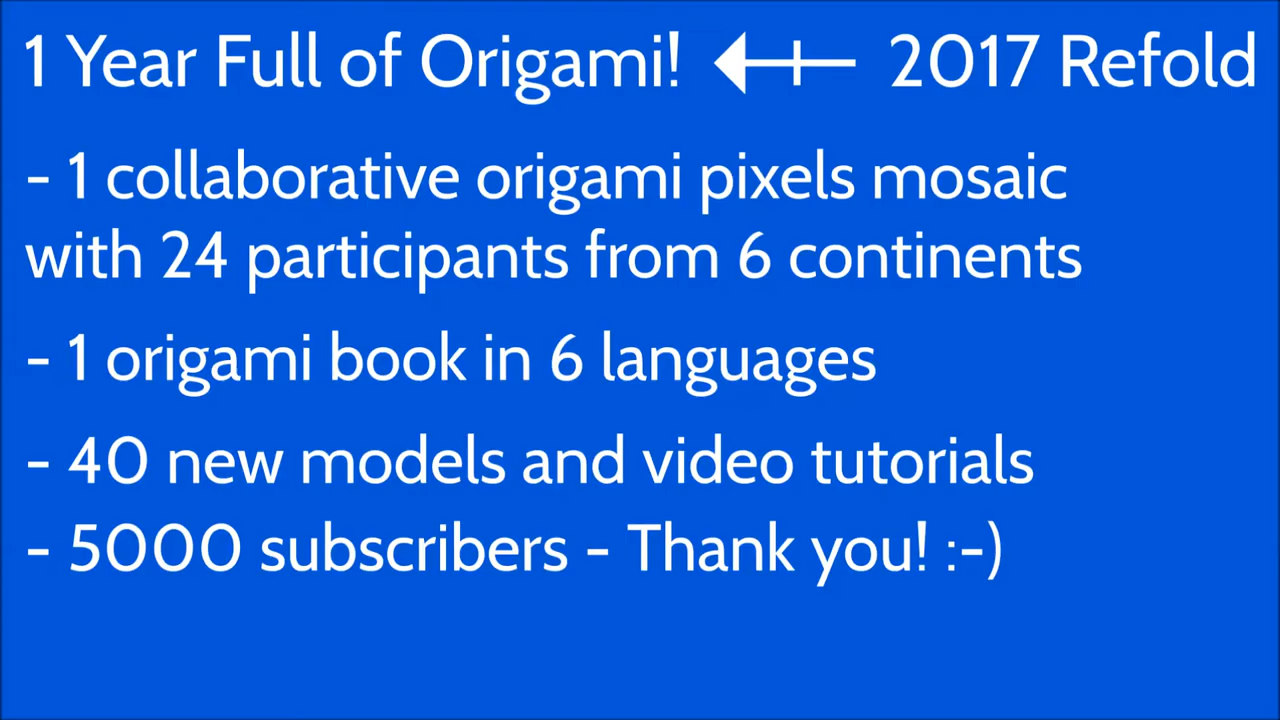 1 Year Full of Origami! 2017 Refold
- 1 collaborative origami pixels mosaic
with 24 participants from 6 continents
- 1 origami book in 6 languages
- 40 new models and video tutorials
- 5000 subscribers - Thank you! :-)